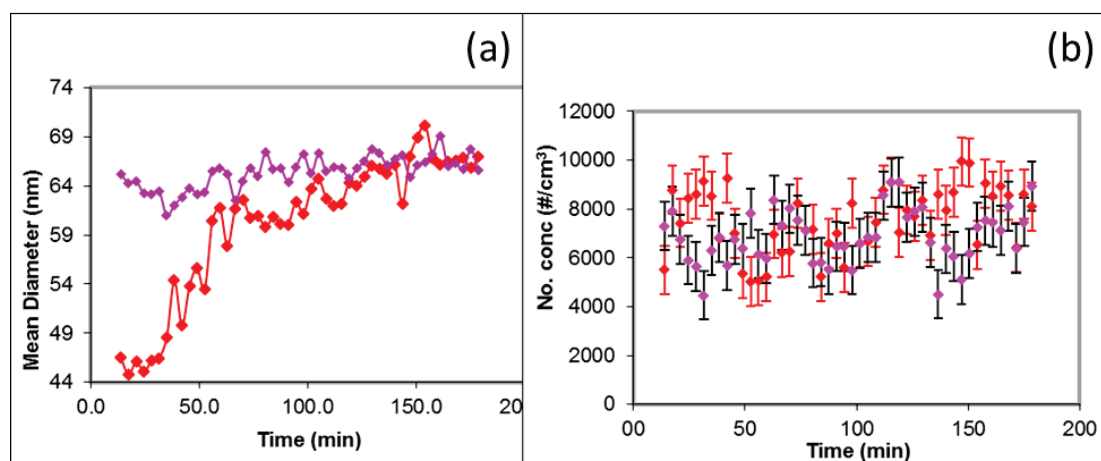 (a)
74
69
64
59
54
49
44
Mean Diameter (nm)
0.0 50.0 100.0 150.0 20
Time (min)
(b)
12000
10000
8000
6000
4000
2000
0
No. conc (#/cm³)
00 50 100 150 200
Time (min)